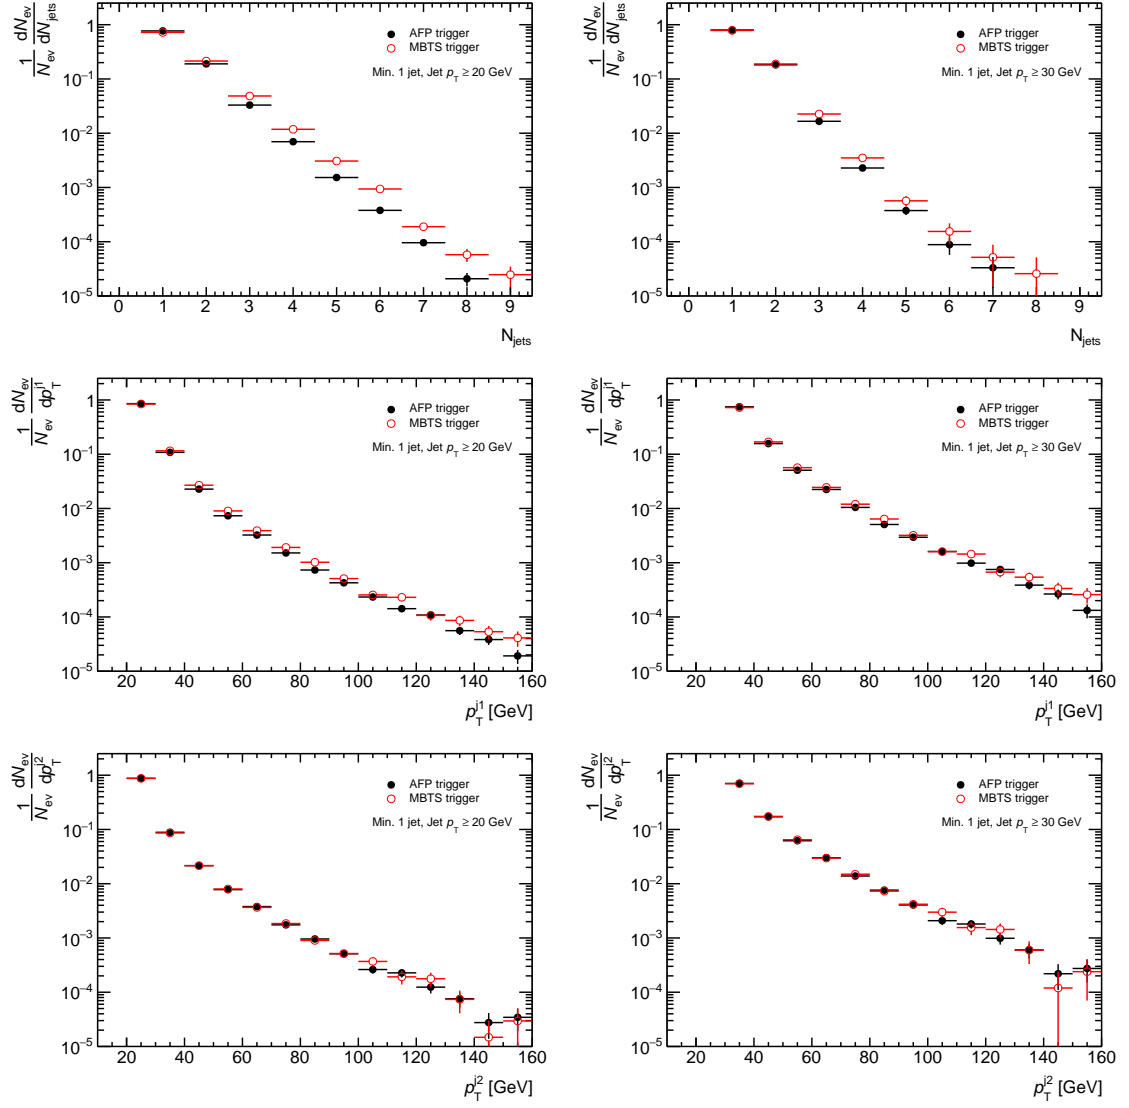 1/N_ev dN_ev/dN_jets
1
10^−1
10^−2
10^−3
10^−4
10^−5
AFP trigger
MBTS trigger
Min. 1 jet, Jet p_T ≥ 20 GeV
0 1 2 3 4 5 6 7 8 9
N_jets
1/N_ev dN_ev/dN_jets
1
10^−1
10^−2
10^−3
10^−4
10^−5
AFP trigger
MBTS trigger
Min. 1 jet, Jet p_T ≥ 30 GeV
0 1 2 3 4 5 6 7 8 9
N_jets
1/N_ev dN_ev/dp_T^j1
1
10^−1
10^−2
10^−3
10^−4
10^−5
AFP trigger
MBTS trigger
Min. 1 jet, Jet p_T ≥ 20 GeV
20 40 60 80 100 120 140 160
p_T^j1 [GeV]
1/N_ev dN_ev/dp_T^j1
1
10^−1
10^−2
10^−3
10^−4
10^−5
AFP trigger
MBTS trigger
Min. 1 jet, Jet p_T ≥ 30 GeV
20 40 60 80 100 120 140 160
p_T^j1 [GeV]
1/N_ev dN_ev/dp_T^j2
1
10^−1
10^−2
10^−3
10^−4
10^−5
AFP trigger
MBTS trigger
Min. 1 jet, Jet p_T ≥ 20 GeV
20 40 60 80 100 120 140 160
p_T^j2 [GeV]
1/N_ev dN_ev/dp_T^j2
1
10^−1
10^−2
10^−3
10^−4
10^−5
AFP trigger
MBTS trigger
Min. 1 jet, Jet p_T ≥ 30 GeV
20 40 60 80 100 120 140 160
p_T^j2 [GeV]